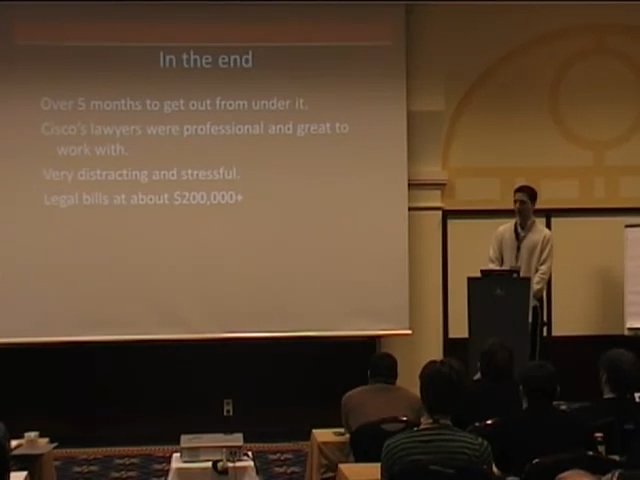 In the end
Over 5 months to get out from under it.
Cisco's lawyers were professional and great to
work with.
Very distracting and stressful.
Legal bills at about $200,000+